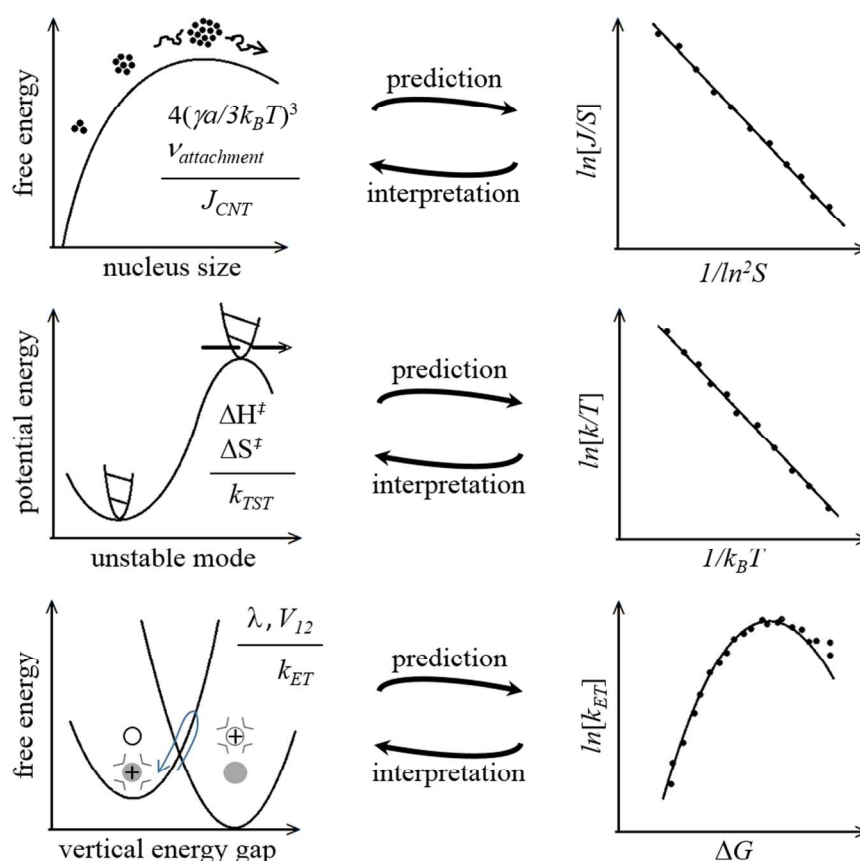 free energy
4(γa/3k_BT)³
ν_attachment
J_CNT
nucleus size
prediction
interpretation
ln[J/S]
1/ln²S
potential energy
ΔH‡
ΔS‡
k_TST
unstable mode
prediction
interpretation
ln[k/T]
1/k_BT
free energy
λ, V₁₂
k_ET
+
+
vertical energy gap
prediction
interpretation
ln[k_ET]
ΔG